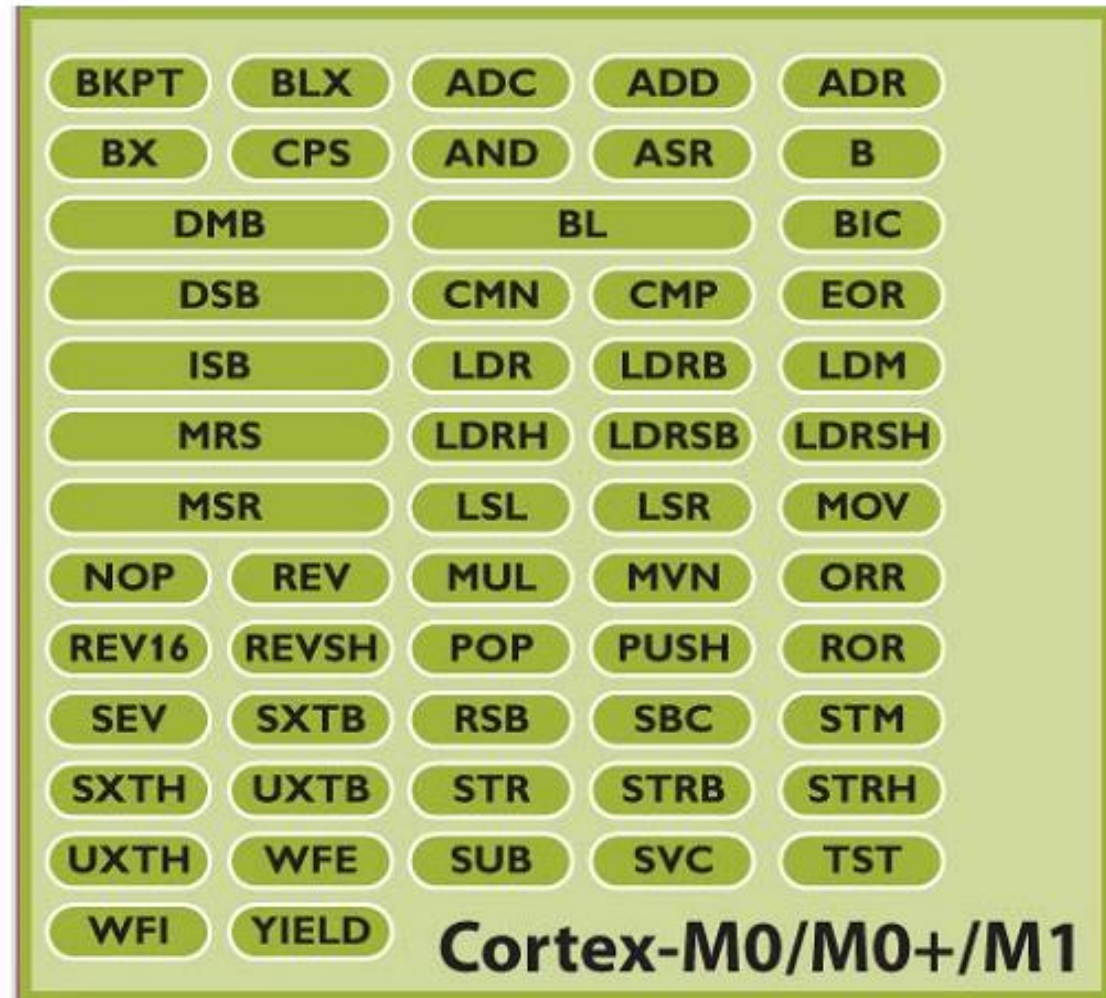 BKPT BLX ADC ADD ADR
BX CPS AND ASR B
DMB BL BIC
DSB CMN CMP EOR
ISB LDR LDRB LDM
MRS LDRH LDRSB LDRSH
MSR LSL LSR MOV
NOP REV MUL MVN ORR
REV16 REVSH POP PUSH ROR
SEV SXTB RSB SBC STM
SXTH UXTB STR STRB STRH
UXTH WFE SUB SVC TST
WFI YIELD Cortex-M0/M0+/M1